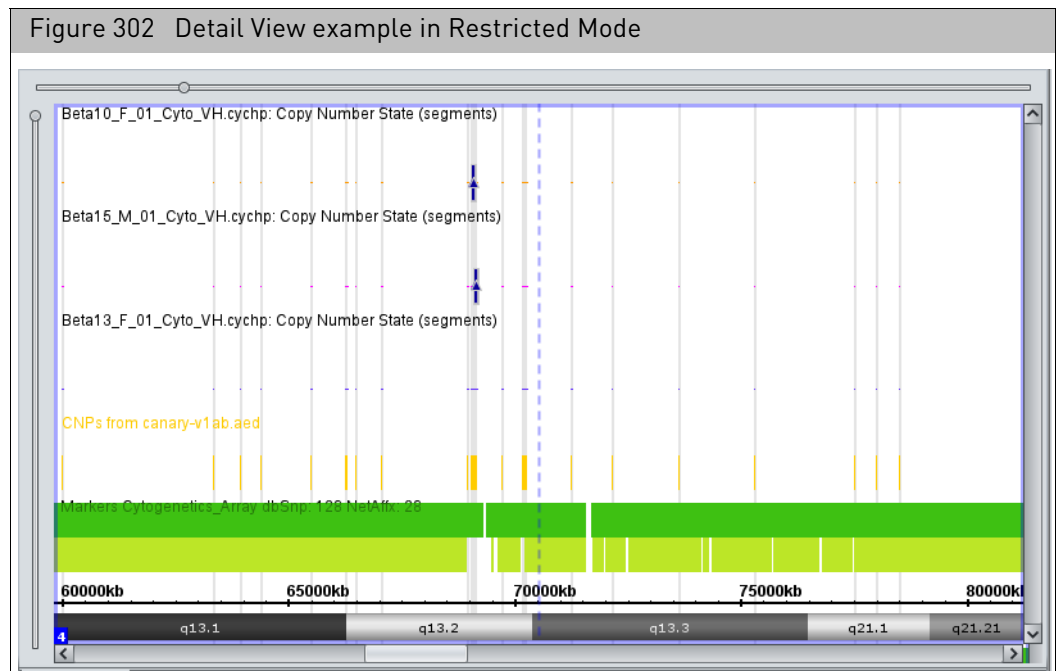 Figure 302 Detail View example in Restricted Mode
Beta10_F_01_Cyto_VH.cychp: Copy Number State (segments)
Beta15_M_01_Cyto_VH.cychp: Copy Number State (segments)
Beta13_F_01_Cyto_VH.cychp: Copy Number State (segments)
CNPs from canary-v1ab.aed
Markers Cytogenetics_Array dbSnp: 128 NetAffx: 28
60000kb 65000kb 70000kb 75000kb 80000k
4 q13.1 q13.2 q13.3 q21.1 q21.21